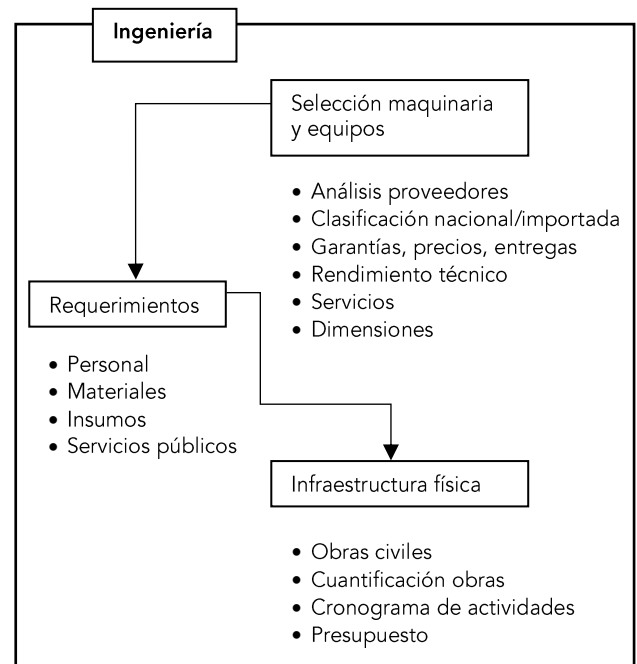 Ingeniería
Selección maquinaria
y equipos
• Análisis proveedores
• Clasificación nacional/importada
• Garantías, precios, entregas
• Rendimiento técnico
• Servicios
• Dimensiones
Requerimientos
• Personal
• Materiales
• Insumos
• Servicios públicos
Infraestructura física
• Obras civiles
• Cuantificación obras
• Cronograma de actividades
• Presupuesto